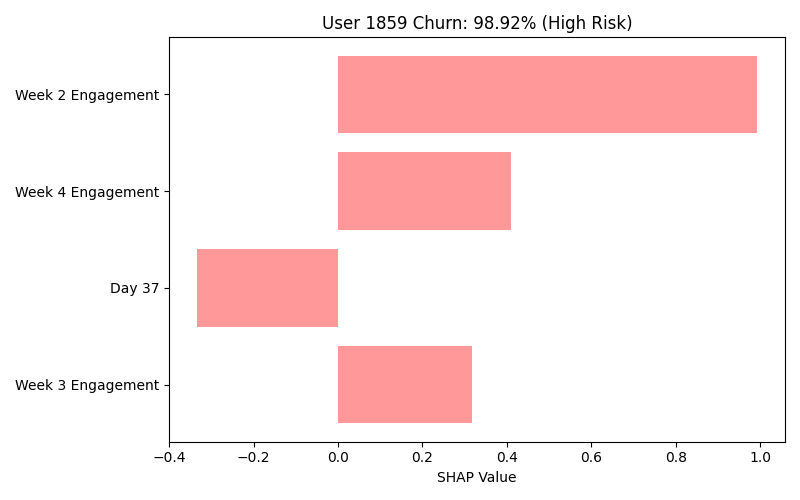 User 1859 Churn: 98.92% (High Risk)
Week 2 Engagement
Week 4 Engagement
Day 37
Week 3 Engagement
−0.4 −0.2 0.0 0.2 0.4 0.6 0.8 1.0
SHAP Value